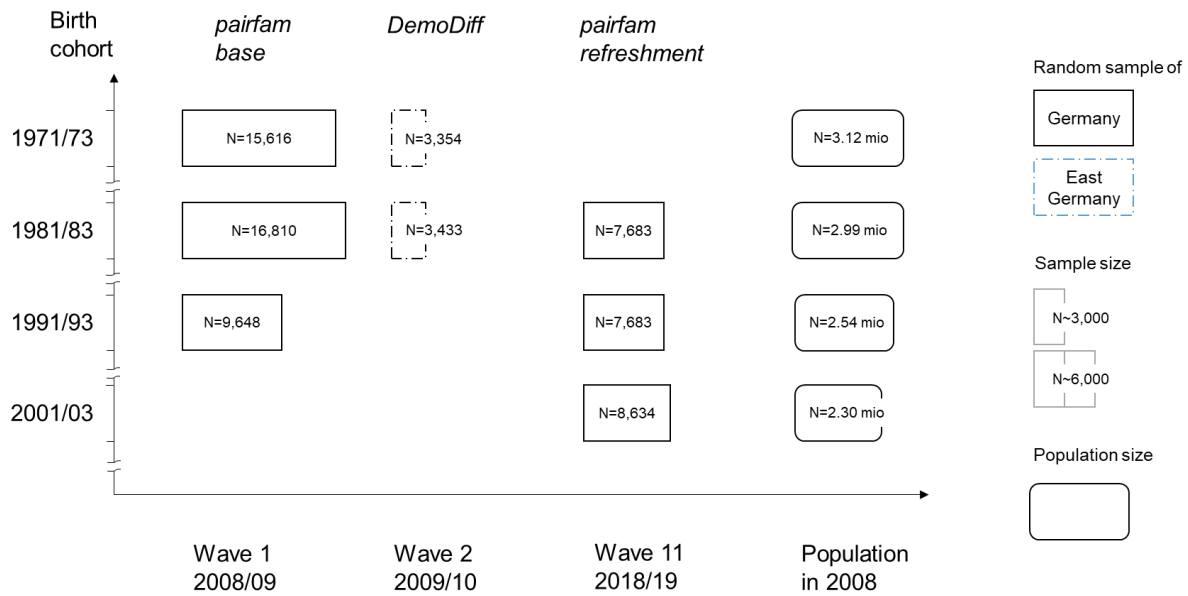 Birth
cohort
pairfam
base
DemoDiff
pairfam
refreshment
1971/73
N=15,616
N=3,354
N=3.12 mio
1981/83
N=16,810
N=3,433
N=7,683
N=2.99 mio
1991/93
N=9,648
N=7,683
N=2.54 mio
2001/03
N=8,634
N=2.30 mio
Wave 1
2008/09
Wave 2
2009/10
Wave 11
2018/19
Population
in 2008
Random sample of
Germany
East
Germany
Sample size
N~3,000
N~6,000
Population size